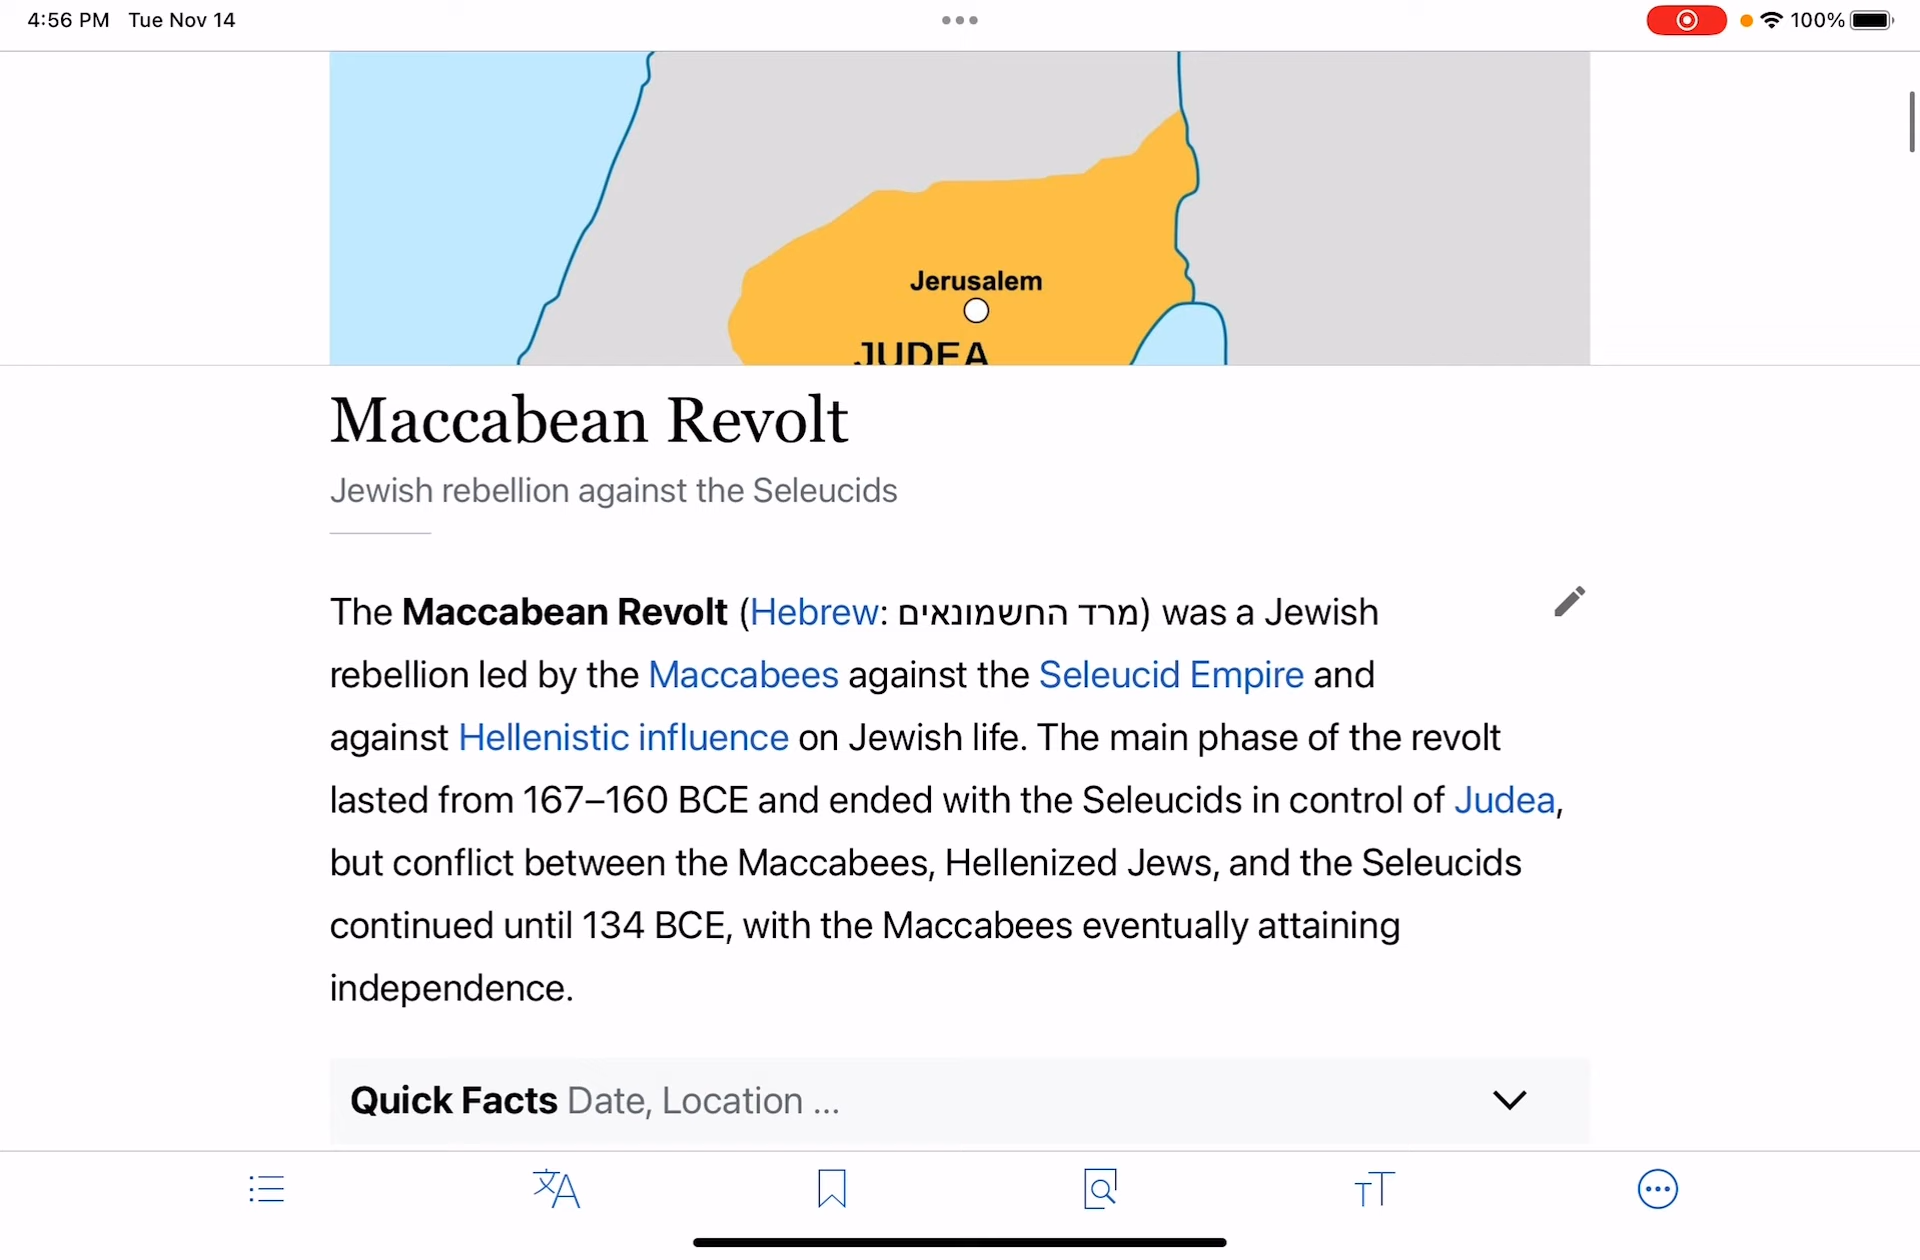 4:56 PM Tue Nov 14
100%
Jerusalem
JUDEA
Maccabean Revolt
Jewish rebellion against the Seleucids
The Maccabean Revolt (Hebrew: מרד החשמונאים) was a Jewish
rebellion led by the Maccabees against the Seleucid Empire and
against Hellenistic influence on Jewish life. The main phase of the revolt
lasted from 167–160 BCE and ended with the Seleucids in control of Judea,
but conflict between the Maccabees, Hellenized Jews, and the Seleucids
continued until 134 BCE, with the Maccabees eventually attaining
independence.
Quick Facts Date, Location ...